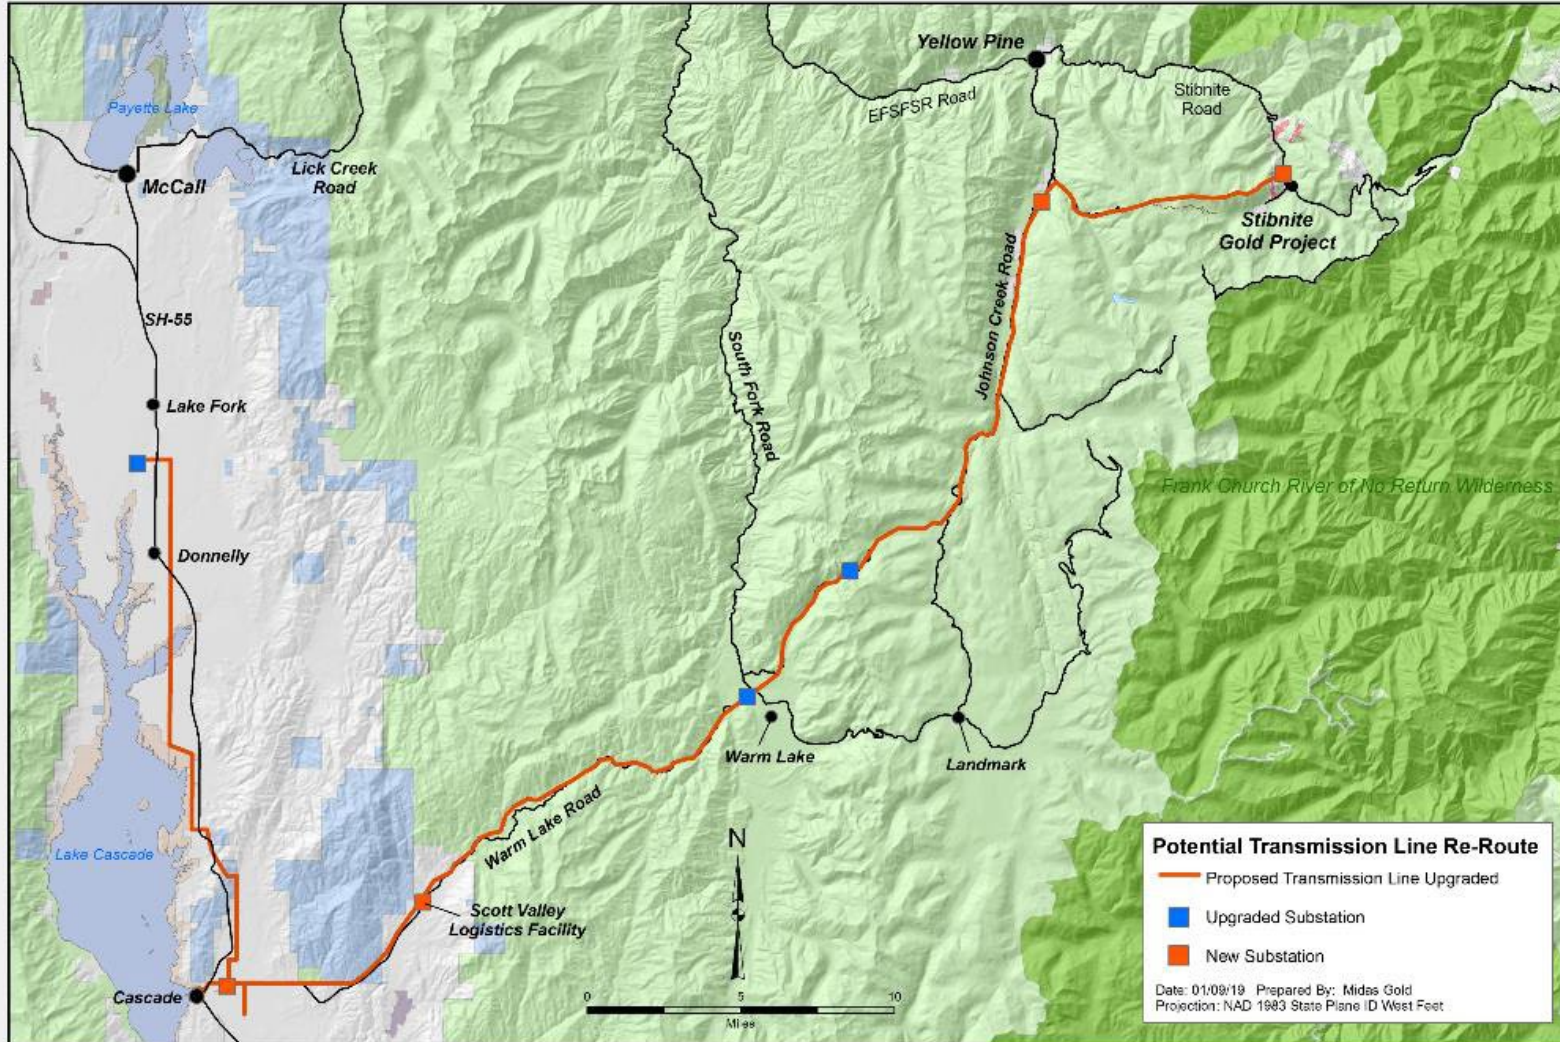 Yellow Pine
EFSFSR Road
Stibnite
Road
Payette Lake
McCall
Lick Creek
Road
Stibnite
Gold Project
Johnson Creek Road
SH-55
South Fork Road
Lake Fork
Frank Church River of No Return Wilderness
Donnelly
Warm Lake
Landmark
Warm Lake Road
Lake Cascade
Scott Valley
Logistics Facility
Cascade
N
0 5 10
Miles
Potential Transmission Line Re-Route
Proposed Transmission Line Upgraded
Upgraded Substation
New Substation
Date: 01/09/19 Prepared By: Midas Gold
Projection: NAD 1983 State Plane ID West Feet